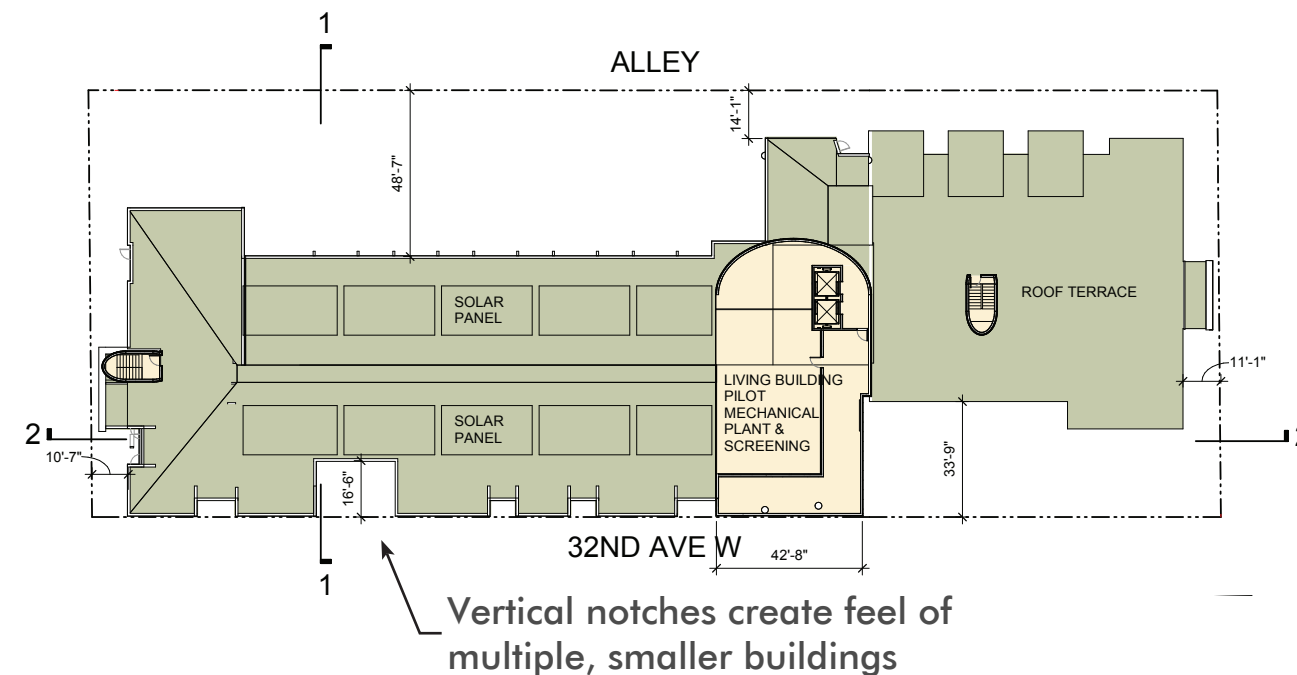 1
ALLEY
14'-1"
48'-7"
SOLAR
PANEL
ROOF TERRACE
11'-1"
LIVING BUILDING
PILOT
MECHANICAL
PLANT &
SCREENING
SOLAR
PANEL
2
2
10'-7"
16'-6"
33'-9"
32ND AVE W
42'-8"
1
Vertical notches create feel of
multiple, smaller buildings